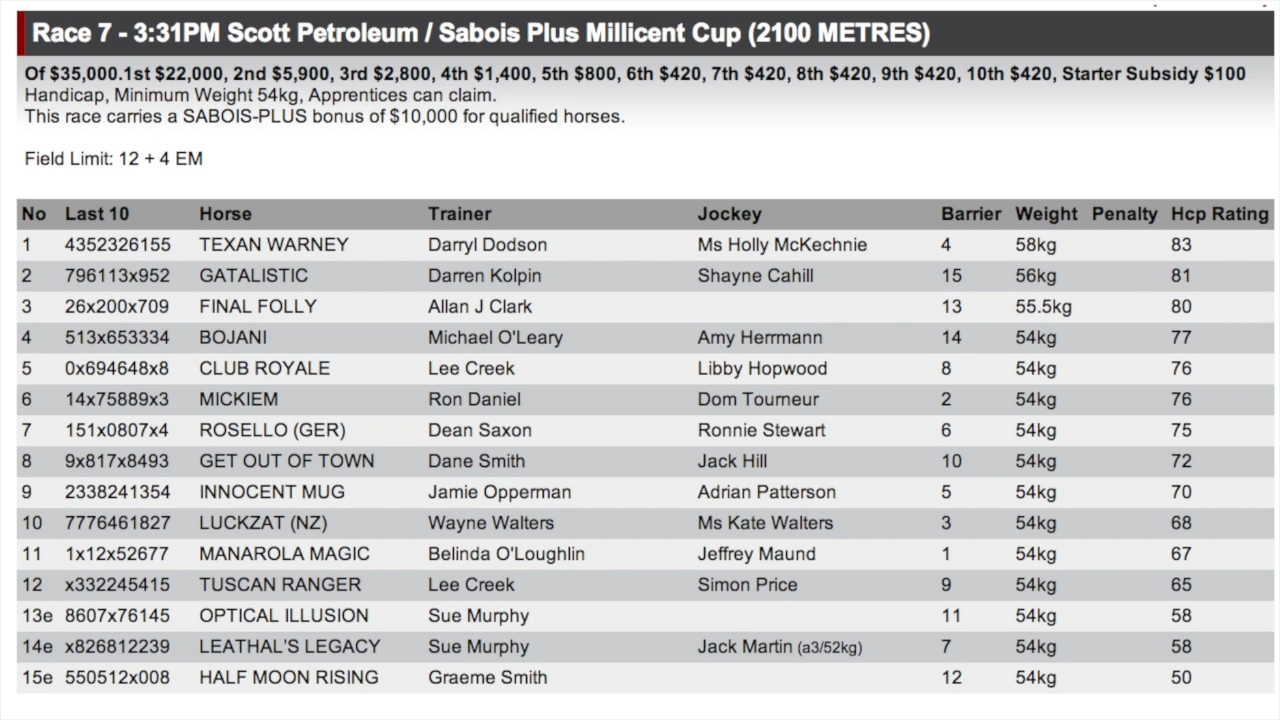 Race 7 - 3:31PM Scott Petroleum / Sabois Plus Millicent Cup (2100 METRES)
Of $35,000.1st $22,000, 2nd $5,900, 3rd $2,800, 4th $1,400, 5th $800, 6th $420, 7th $420, 8th $420, 9th $420, 10th $420, Starter Subsidy $100
Handicap, Minimum Weight 54kg, Apprentices can claim.
This race carries a SABOIS-PLUS bonus of $10,000 for qualified horses.
Field Limit: 12 + 4 EM
No Last 10 Horse Trainer Jockey Barrier Weight Penalty Hcp Rating
1 4352326155 TEXAN WARNEY Darryl Dodson Ms Holly McKechnie 4 58kg 83
2 796113x952 GATALISTIC Darren Kolpin Shayne Cahill 15 56kg 81
3 26x200x709 FINAL FOLLY Allan J Clark 13 55.5kg 80
4 513x653334 BOJANI Michael O'Leary Amy Herrmann 14 54kg 77
5 0x694648x8 CLUB ROYALE Lee Creek Libby Hopwood 8 54kg 76
6 14x75889x3 MICKIEM Ron Daniel Dom Tourneur 2 54kg 76
7 151x0807x4 ROSELLO (GER) Dean Saxon Ronnie Stewart 6 54kg 75
8 9x817x8493 GET OUT OF TOWN Dane Smith Jack Hill 10 54kg 72
9 2338241354 INNOCENT MUG Jamie Opperman Adrian Patterson 5 54kg 70
10 7776461827 LUCKZAT (NZ) Wayne Walters Ms Kate Walters 3 54kg 68
11 1x12x52677 MANAROLA MAGIC Belinda O'Loughlin Jeffrey Maund 1 54kg 67
12 x332245415 TUSCAN RANGER Lee Creek Simon Price 9 54kg 65
13e 8607x76145 OPTICAL ILLUSION Sue Murphy 11 54kg 58
14e x826812239 LEATHAL'S LEGACY Sue Murphy Jack Martin (a3/52kg) 7 54kg 58
15e 550512x008 HALF MOON RISING Graeme Smith 12 54kg 50